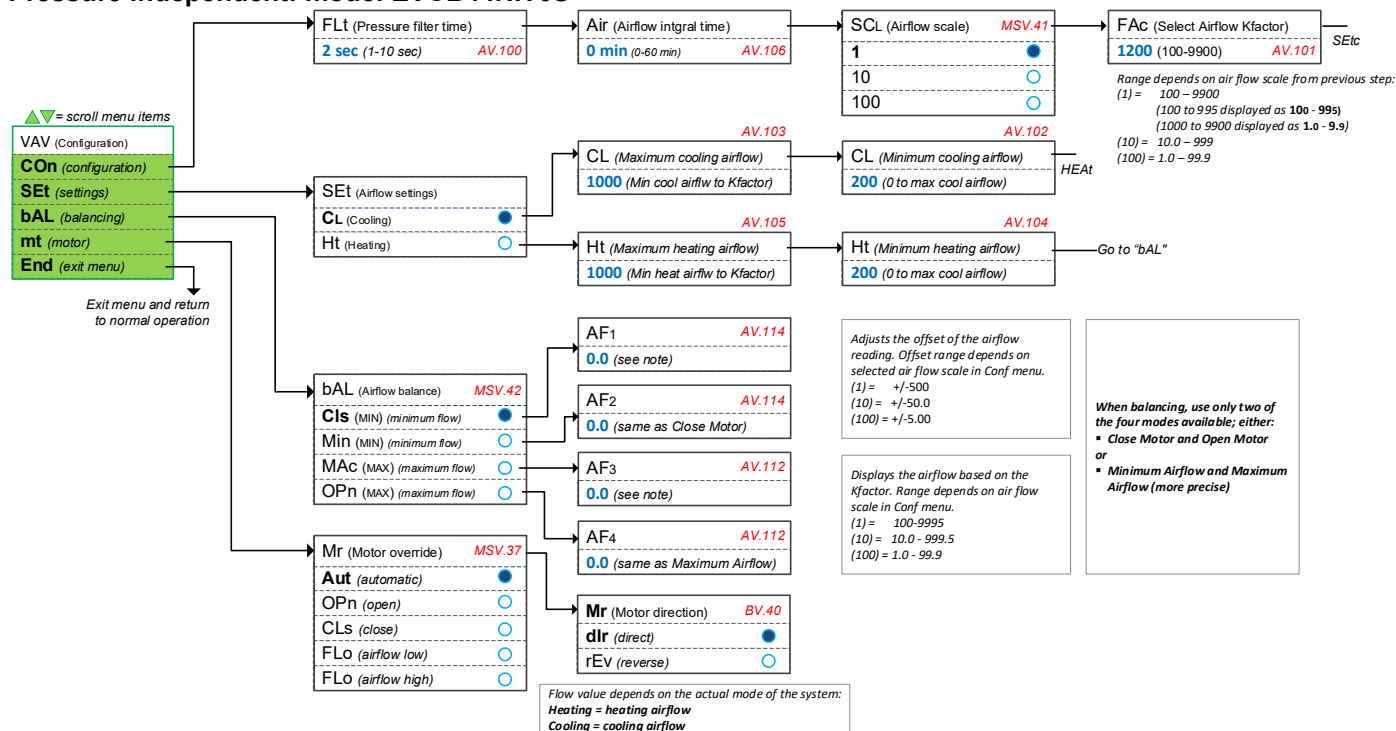 FLt (Pressure filter time)
2 sec (1-10 sec) AV.100
Air (Airflow intgral time)
0 min (0-60 min) AV.106
SCL (Airflow scale) MSV.41
1
10
100
FAc (Select Airflow Kfactor)
1200 (100-9900) AV.101
SEtc
Range depends on air flow scale from previous step:
(1) = 100 – 9900
(100 to 995 displayed as 100 - 995)
(1000 to 9900 displayed as 1.0 - 9.9)
(10) = 10.0 – 999
(100) = 1.0 – 99.9
= scroll menu items
VAV (Configuration)
COn (configuration)
SEt (settings)
bAL (balancing)
mt (motor)
End (exit menu)
Exit menu and return
to normal operation
SEt (Airflow settings)
CL (Cooling)
Ht (Heating)
AV.103
CL (Maximum cooling airflow)
1000 (Min cool airflw to Kfactor)
AV.102
CL (Minimum cooling airflow)
200 (0 to max cool airflow)
HEAt
AV.105
Ht (Maximum heating airflow)
1000 (Min heat airflw to Kfactor)
AV.104
Ht (Minimum heating airflow)
200 (0 to max cool airflow)
Go to "bAL"
bAL (Airflow balance) MSV.42
Cls (MIN) (minimum flow)
Min (MIN) (minimum flow)
MAc (MAX) (maximum flow)
OPn (MAX) (maximum flow)
AF1 AV.114
0.0 (see note)
AF2 AV.114
0.0 (same as Close Motor)
AF3 AV.112
0.0 (see note)
AF4 AV.112
0.0 (same as Maximum Airflow)
Adjusts the offset of the airflow
reading. Offset range depends on
selected air flow scale in Conf menu.
(1) = +/-500
(10) = +/-50.0
(100) = +/-5.00
Displays the airflow based on the
Kfactor. Range depends on air flow
scale in Conf menu.
(1) = 100-9995
(10) = 10.0 - 999.5
(100) = 1.0 - 99.9
When balancing, use only two of
the four modes available; either:
▪ Close Motor and Open Motor
or
▪ Minimum Airflow and Maximum
Airflow (more precise)
Mr (Motor override) MSV.37
Aut (automatic)
OPn (open)
CLs (close)
FLo (airflow low)
FLo (airflow high)
Mr (Motor direction) BV.40
dIr (direct)
rEv (reverse)
Flow value depends on the actual mode of the system:
Heating = heating airflow
Cooling = cooling airflow